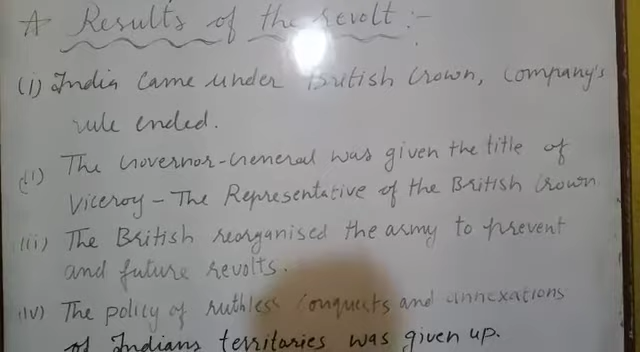 ☆ Results of the revolt :-
(i) India came under British Crown, Company's
rule ended.
(ii) The Governor-General was given the title of
Viceroy - The Representative of the British Crown
(iii) The British reorganised the army to prevent
and future revolts.
(iv) The policy of ruthless conquests and annexations
of Indians territories was given up.